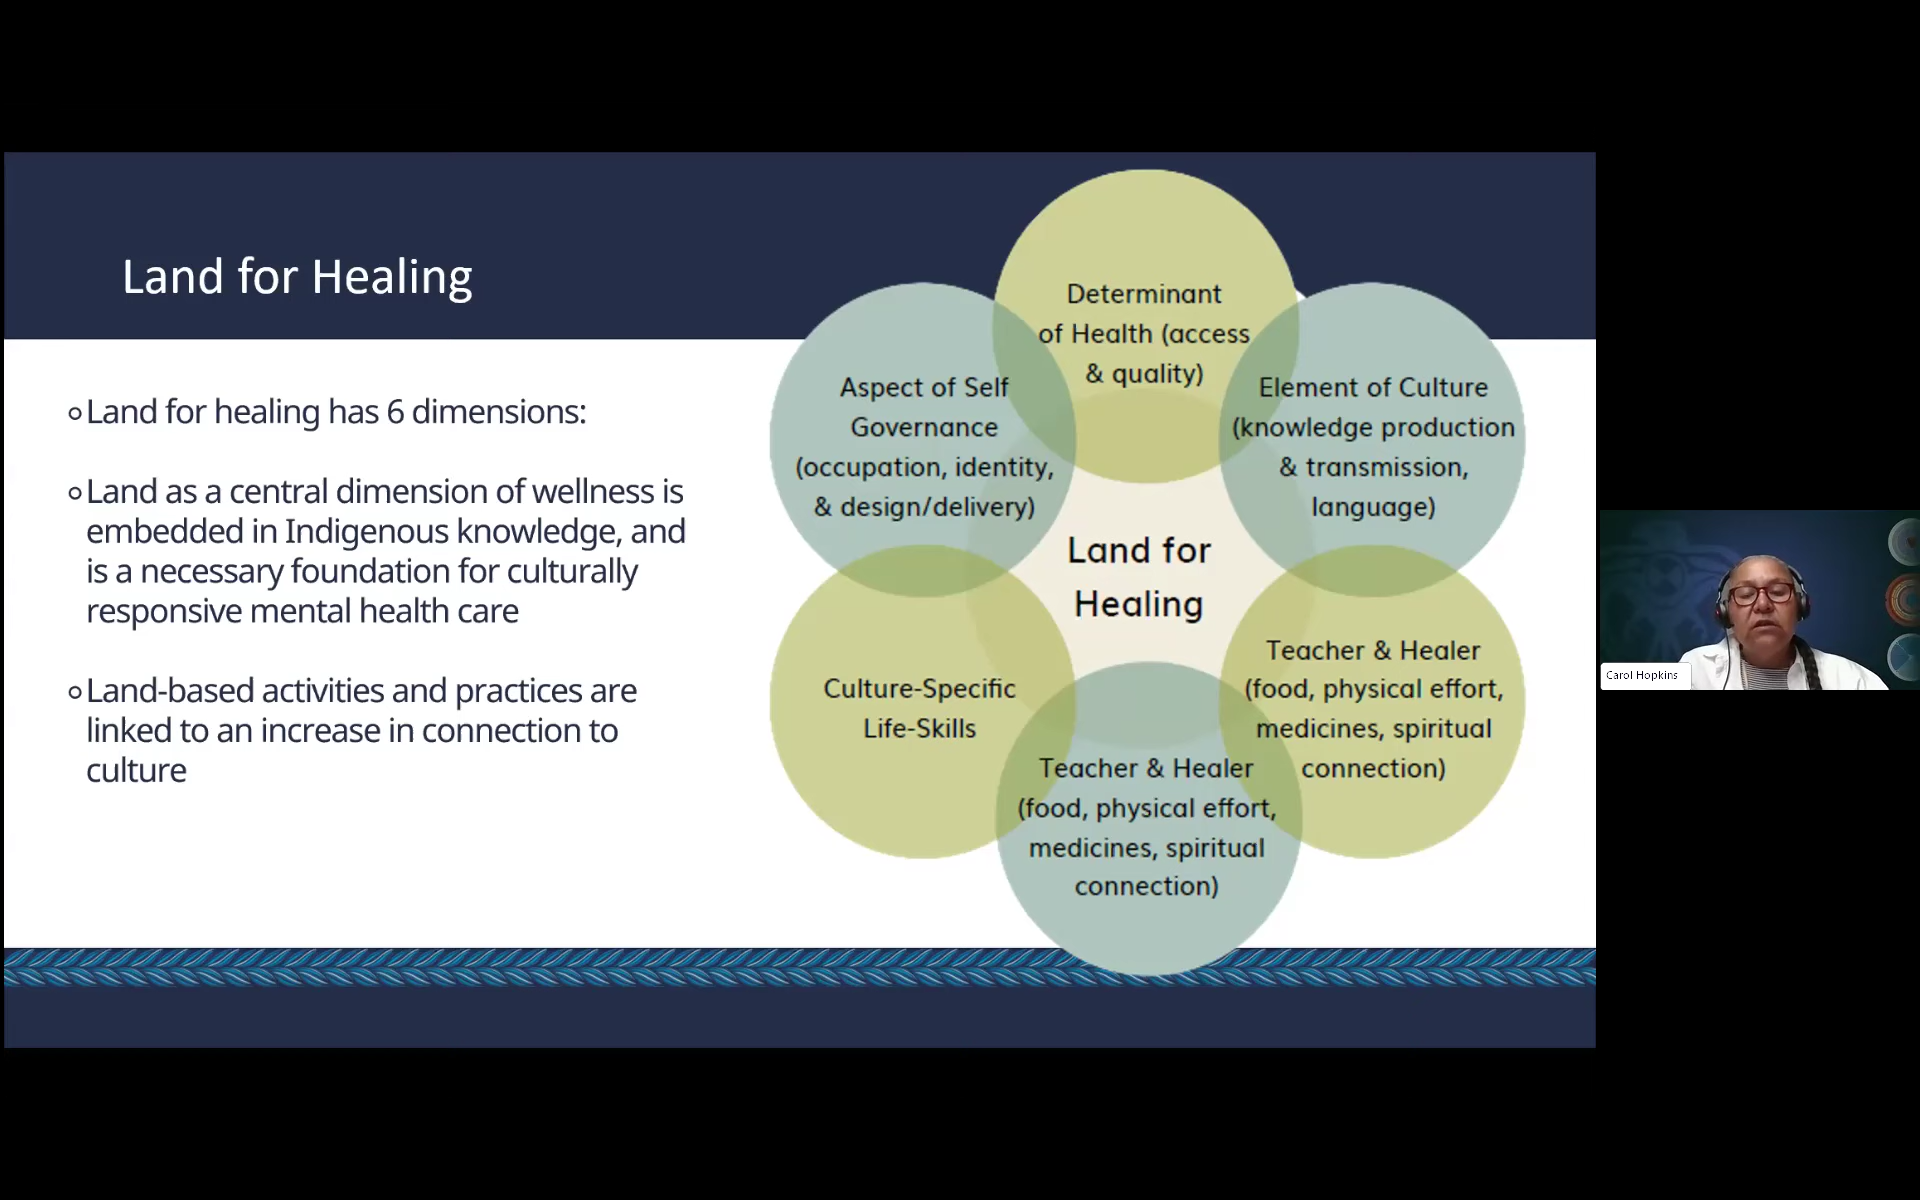 Land for Healing
Land for healing has 6 dimensions:
Land as a central dimension of wellness is
embedded in Indigenous knowledge, and
is a necessary foundation for culturally
responsive mental health care
Land-based activities and practices are
linked to an increase in connection to
culture
Determinant
of Health (access
& quality)
Element of Culture
(knowledge production
& transmission,
language)
Teacher & Healer
(food, physical effort,
medicines, spiritual
connection)
Teacher & Healer
(food, physical effort,
medicines, spiritual
connection)
Culture-Specific
Life-Skills
Aspect of Self
Governance
(occupation, identity,
& design/delivery)
Land for
Healing
Carol Hopkins